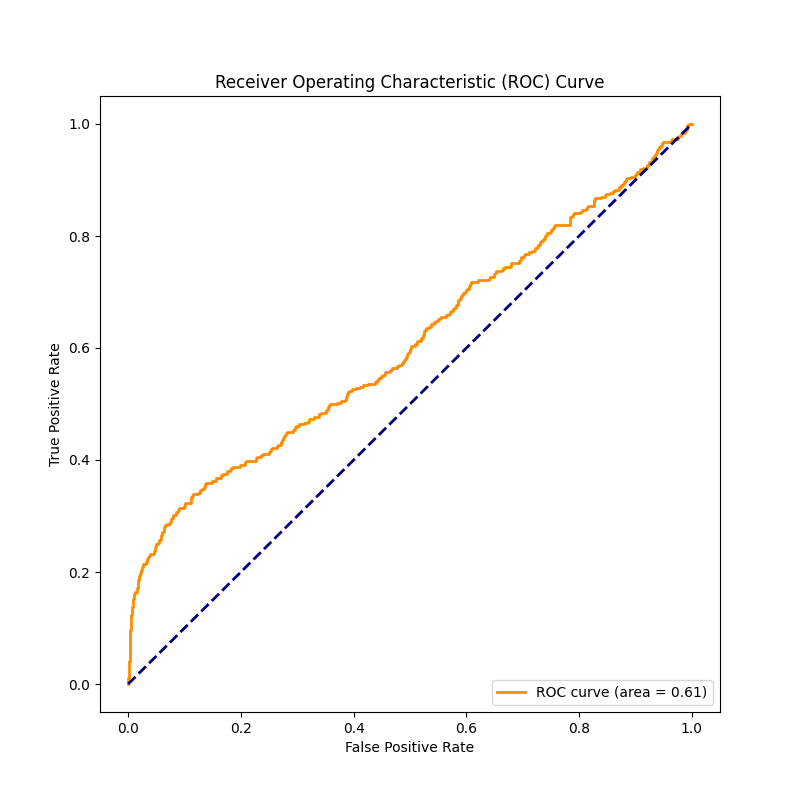 Receiver Operating Characteristic (ROC) Curve
True Positive Rate
1.0
0.8
0.6
0.4
0.2
0.0
ROC curve (area = 0.61)
0.0 0.2 0.4 0.6 0.8 1.0
False Positive Rate